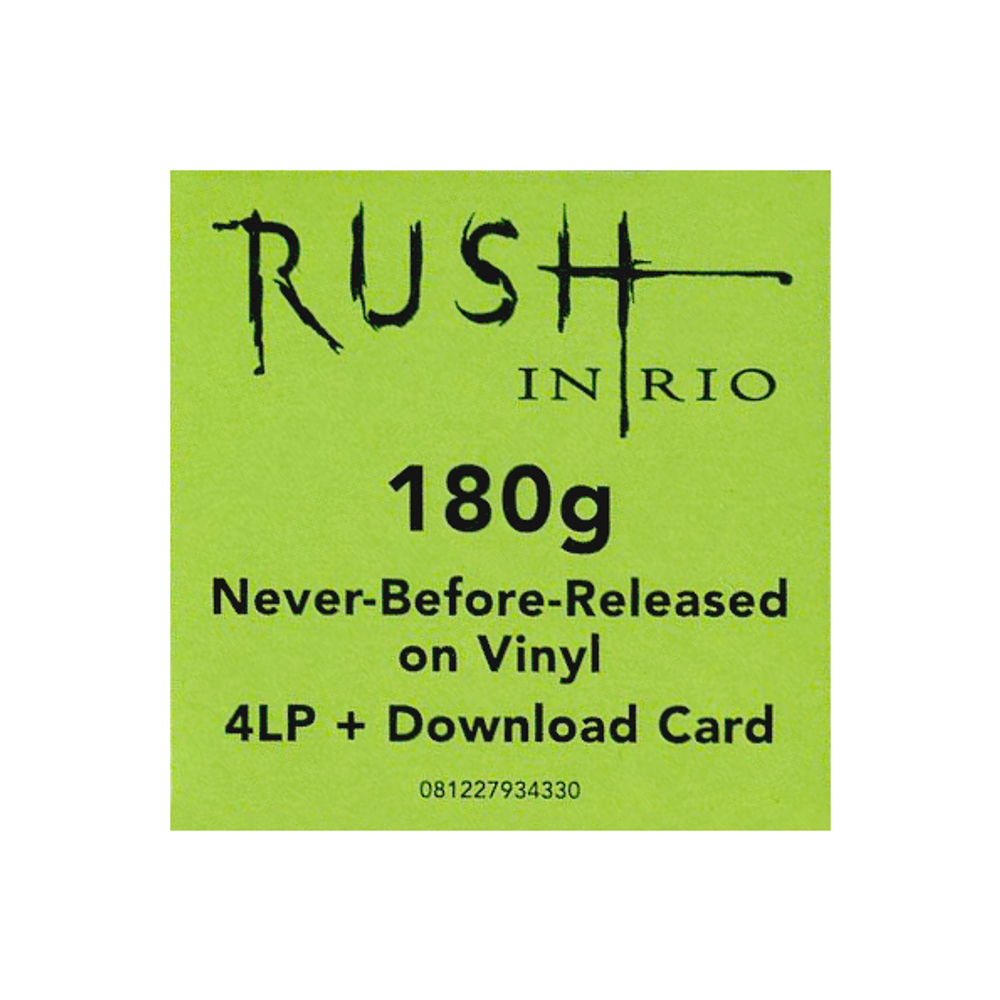 RUSH
IN RIO
180g
Never-Before-Released
on Vinyl
4LP + Download Card
081227934330